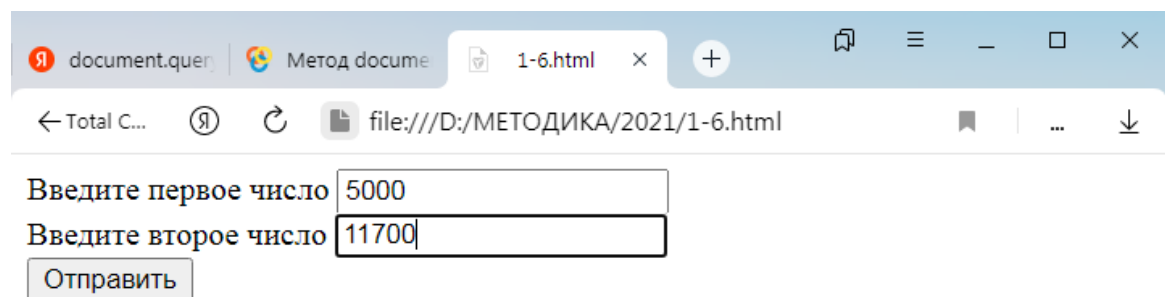 document.quer Метод docume 1-6.html
Total C... file:///D:/МЕТОДИКА/2021/1-6.html ...
Введите первое число 5000
Введите второе число 11700
Отправить